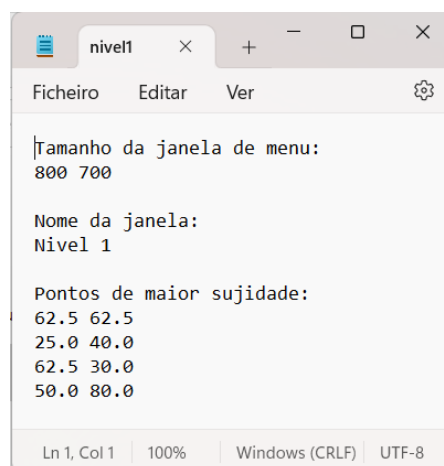 nivel1
Ficheiro Editar Ver
Tamanho da janela de menu:
800 700
Nome da janela:
Nivel 1
Pontos de maior sujidade:
62.5 62.5
25.0 40.0
62.5 30.0
50.0 80.0
Ln 1, Col 1 100% Windows (CRLF) UTF-8